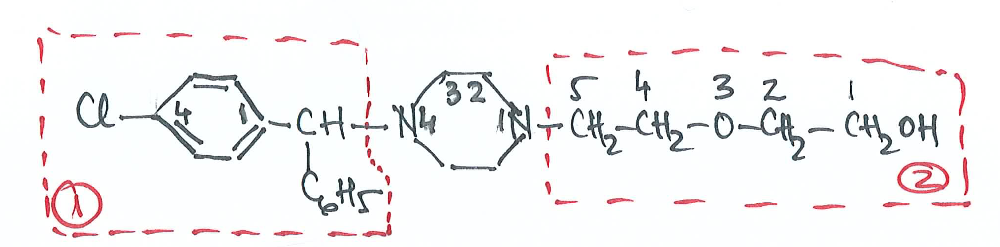 3 2 5 4 3 2 1
Cl 4 1 CH N4 1N CH2 CH2 O CH2 CH2OH
C6H5
1 2